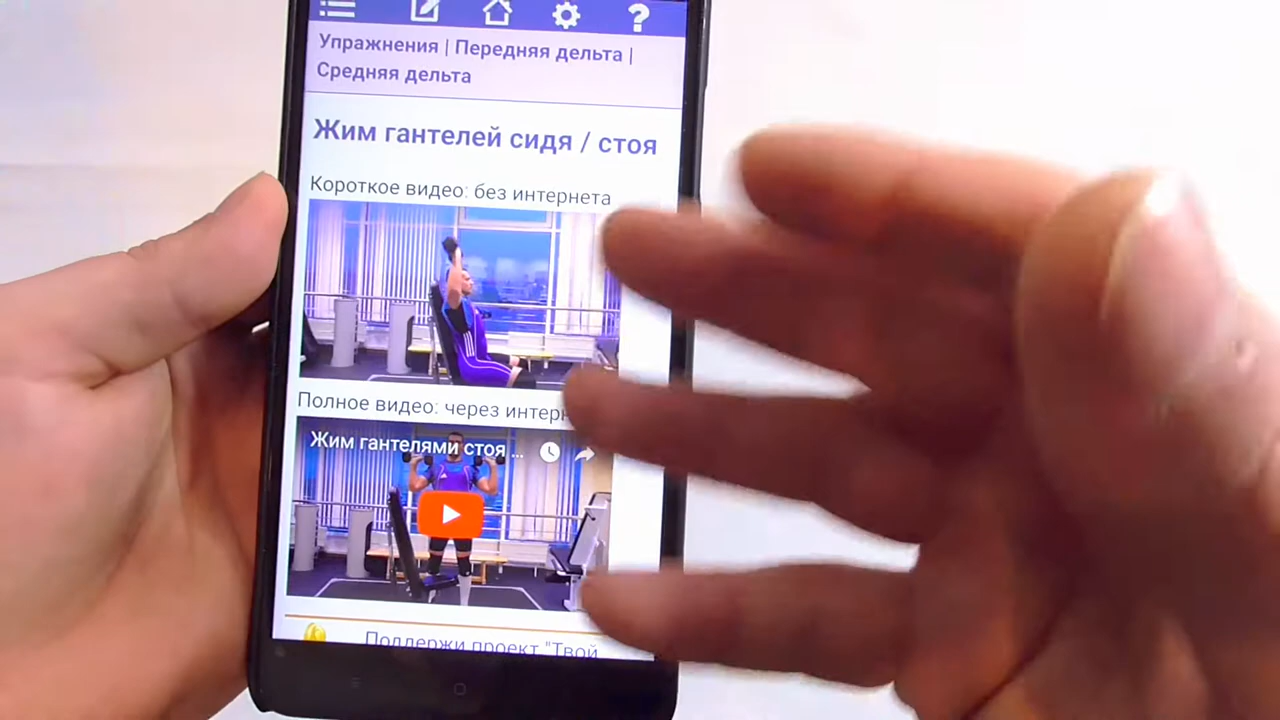 ?
Упражнения | Передняя дельта |
Средняя дельта
Жим гантелей сидя / стоя
Короткое видео: без интернета
Полное видео: через
Жим гантелями стоя ...
Поддержи проект "Твой